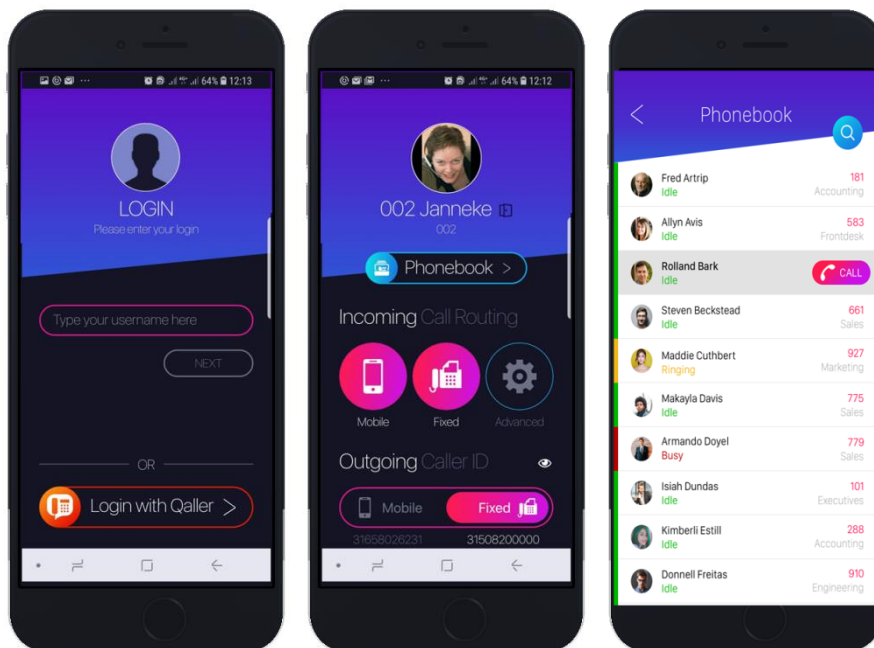 64% 12:13
LOGIN
Please enter your login
Type your username here
NEXT
OR
Login with Qaller >
64% 12:12
002 Janneke
002
Phonebook >
Incoming Call Routing
Mobile Fixed Advanced
Outgoing Caller ID
Mobile Fixed
31658026231 31508200000
Phonebook
Fred Artrip 181
Idle Accounting
Allyn Avis 583
Idle Frontdesk
Rolland Bark
Idle CALL
Steven Beckstead 661
Idle Sales
Maddie Cuthbert 927
Ringing Marketing
Makayla Davis 775
Idle Sales
Armando Doyel 779
Busy Sales
Isiah Dundas 101
Idle Executives
Kimberli Estill 288
Idle Accounting
Donnell Freitas 910
Idle Engineering